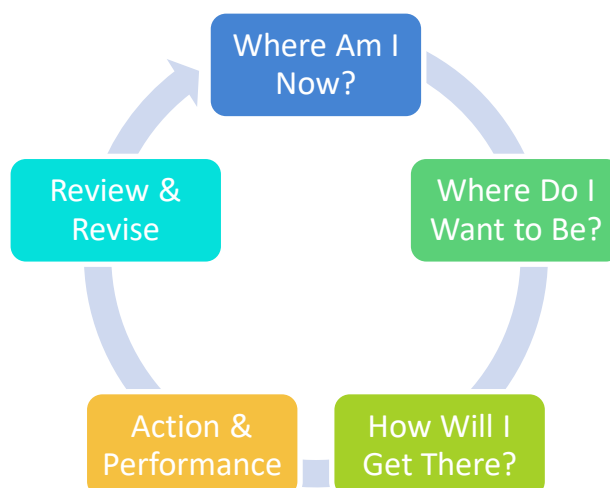 Where Am I
Now?
Where Do I
Want to Be?
How Will I
Get There?
Action &
Performance
Review &
Revise